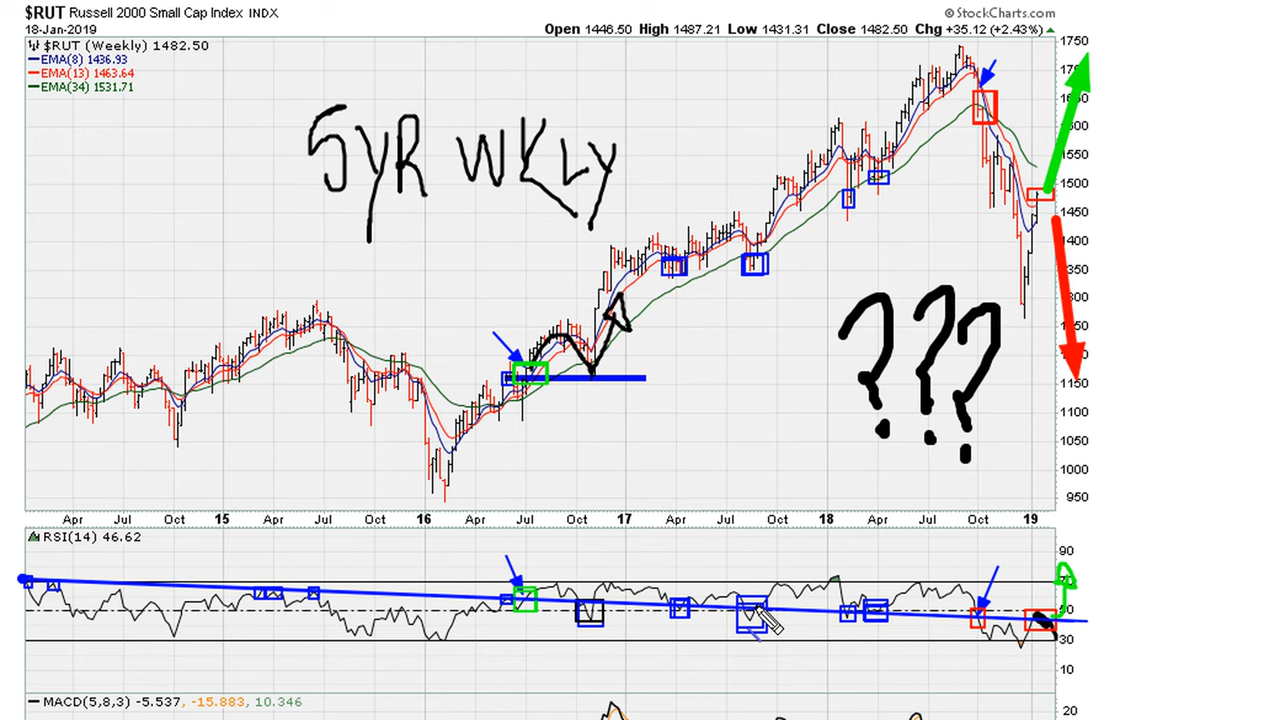 $RUT Russell 2000 Small Cap Index INDX
© StockCharts.com
18-Jan-2019
Open 1446.50 High 1487.21 Low 1431.31 Close 1482.50 Chg +35.12 (+2.43%)
$RUT (Weekly) 1482.50
EMA(8) 1436.93
EMA(13) 1463.64
EMA(34) 1531.71
5YR WKLY
???
1750
1650
1600
1550
1500
1450
1400
1350
1150
1100
1050
1000
950
Apr Jul Oct 15 Apr Jul Oct 16 Apr Jul Oct 17 Apr Jul Oct 18 Apr Jul Oct 19
RSI(14) 46.62
90
70
50
30
10
MACD(5,8,3) -5.537, -15.883, 10.346
20